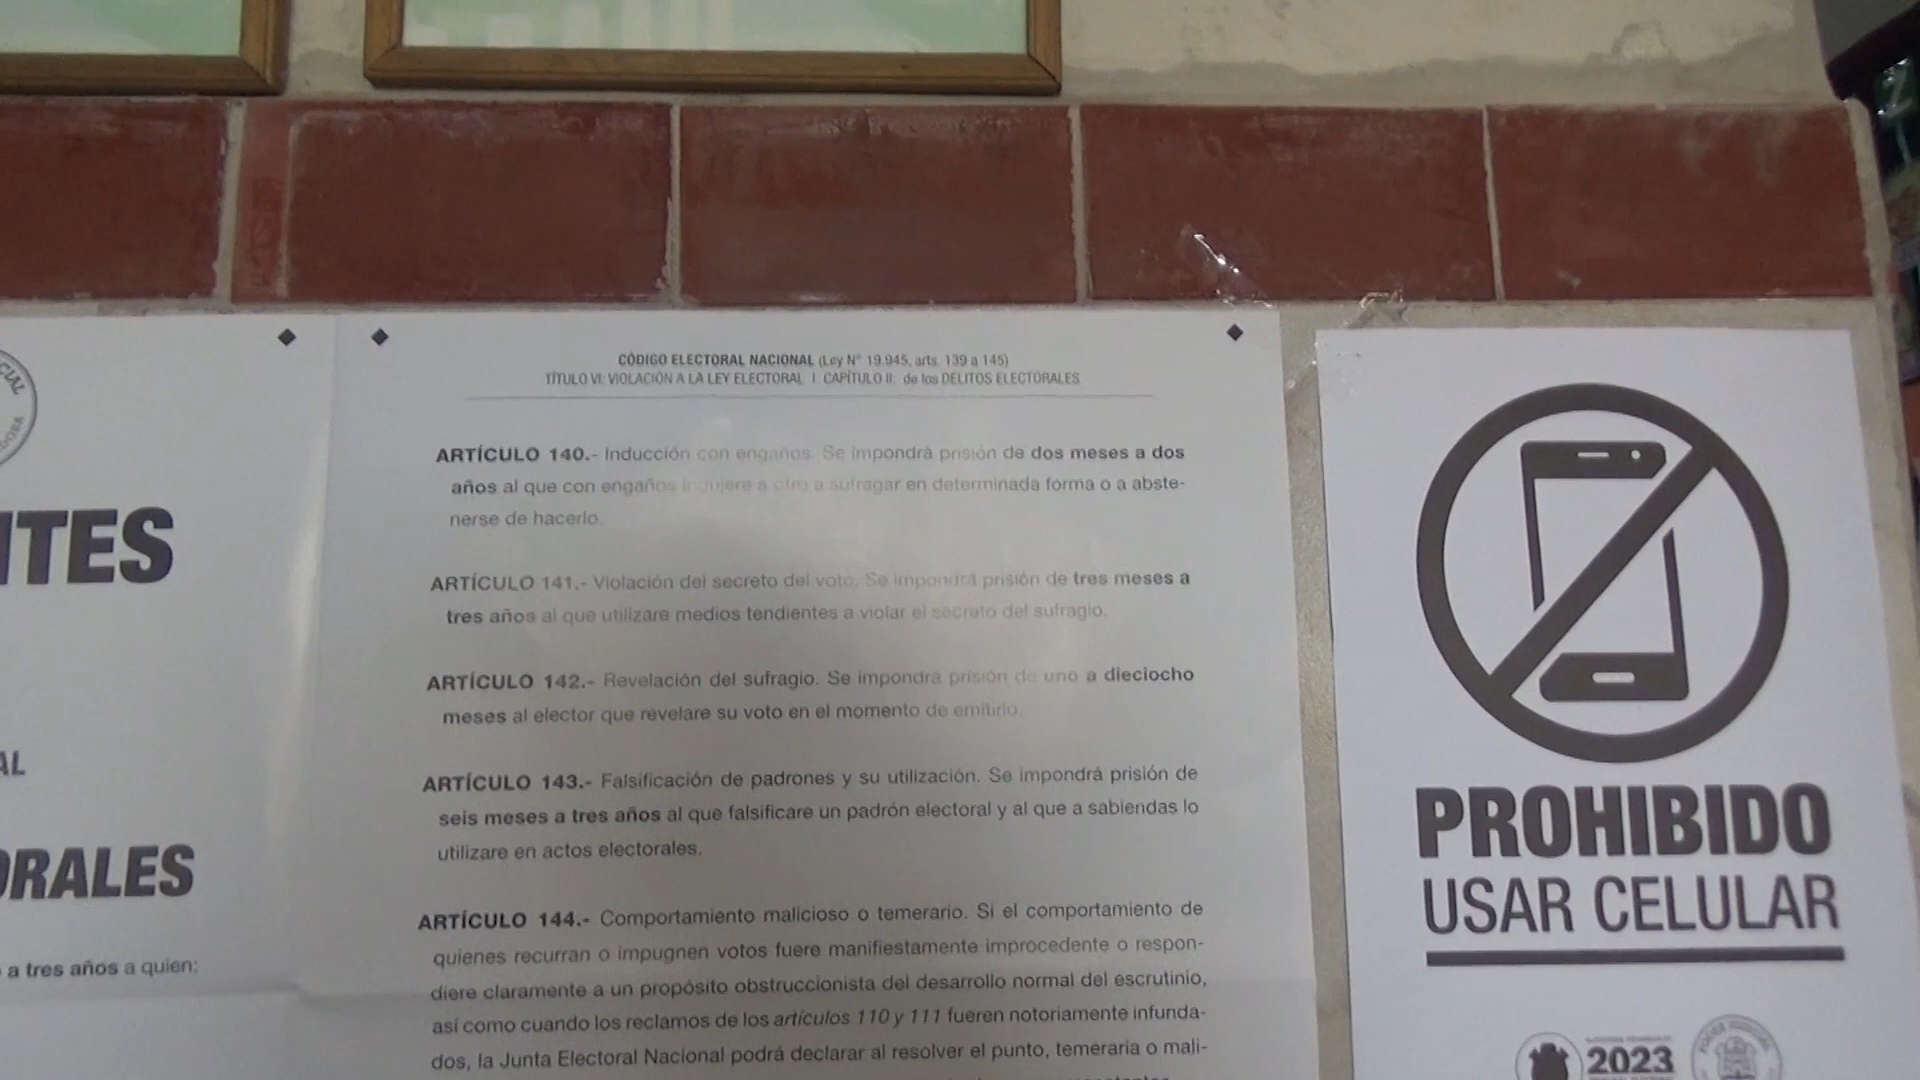 ITES
AL
ORALES
a tres años a quien:
CÓDIGO ELECTORAL NACIONAL (Ley N° 19.945, arts. 139 a 145)
TÍTULO VI: VIOLACIÓN A LA LEY ELECTORAL I CAPÍTULO II: de los DELITOS ELECTORALES
ARTÍCULO 140.- Inducción con engaños. Se impondrá prisión de dos meses a dos
años al que con engaños indujere a otro a sufragar en determinada forma o a abste-
nerse de hacerlo.
ARTÍCULO 141.- Violación del secreto del voto. Se impondrá prisión de tres meses a
tres años al que utilizare medios tendientes a violar el secreto del sufragio.
ARTÍCULO 142.- Revelación del sufragio. Se impondrá prisión de uno a dieciocho
meses al elector que revelare su voto en el momento de emitirlo.
ARTÍCULO 143.- Falsificación de padrones y su utilización. Se impondrá prisión de
seis meses a tres años al que falsificare un padrón electoral y al que a sabiendas lo
utilizare en actos electorales.
ARTÍCULO 144.- Comportamiento malicioso o temerario. Si el comportamiento de
quienes recurran o impugnen votos fuere manifiestamente improcedente o respon-
diere claramente a un propósito obstruccionista del desarrollo normal del escrutinio,
así como cuando los reclamos de los artículos 110 y 111 fueren notoriamente infunda-
dos, la Junta Electoral Nacional podrá declarar al resolver el punto, temeraria o mali-
PROHIBIDO
USAR CELULAR
2023